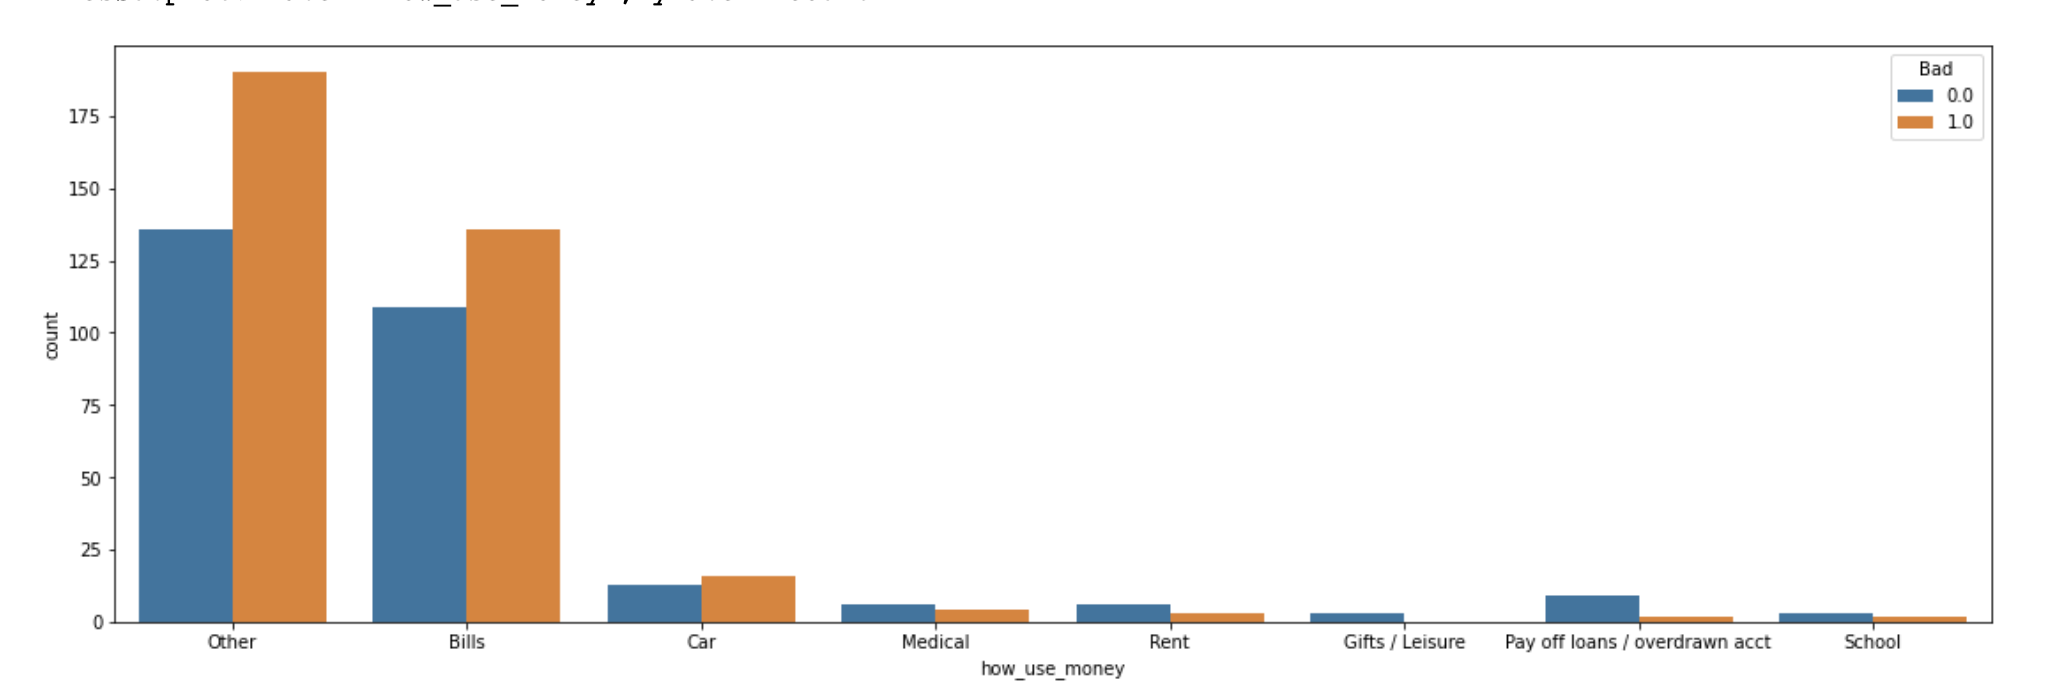 Bad
0.0
1.0
175
150
125
100
75
50
25
0
count
Other Bills Car Medical Rent Gifts / Leisure Pay off loans / overdrawn acct School
how_use_money